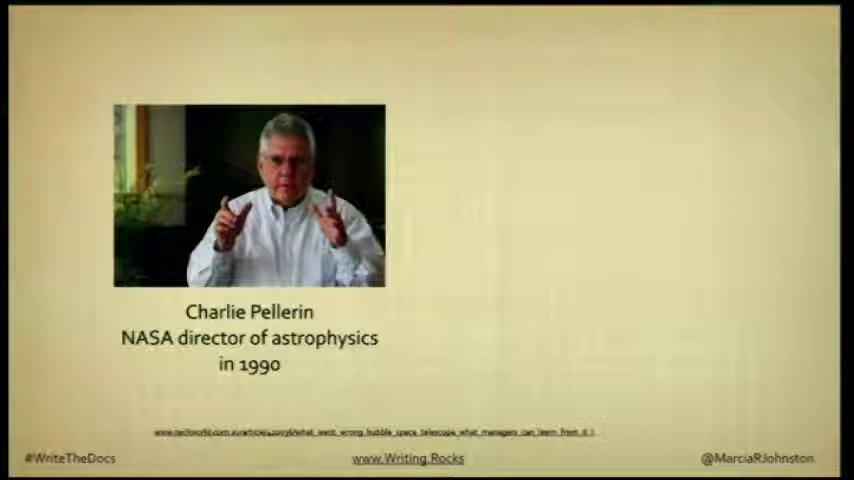 Charlie Pellerin
NASA director of astrophysics
in 1990
#WriteTheDocs
www.Writing.Rocks
@MarciaRJohnston